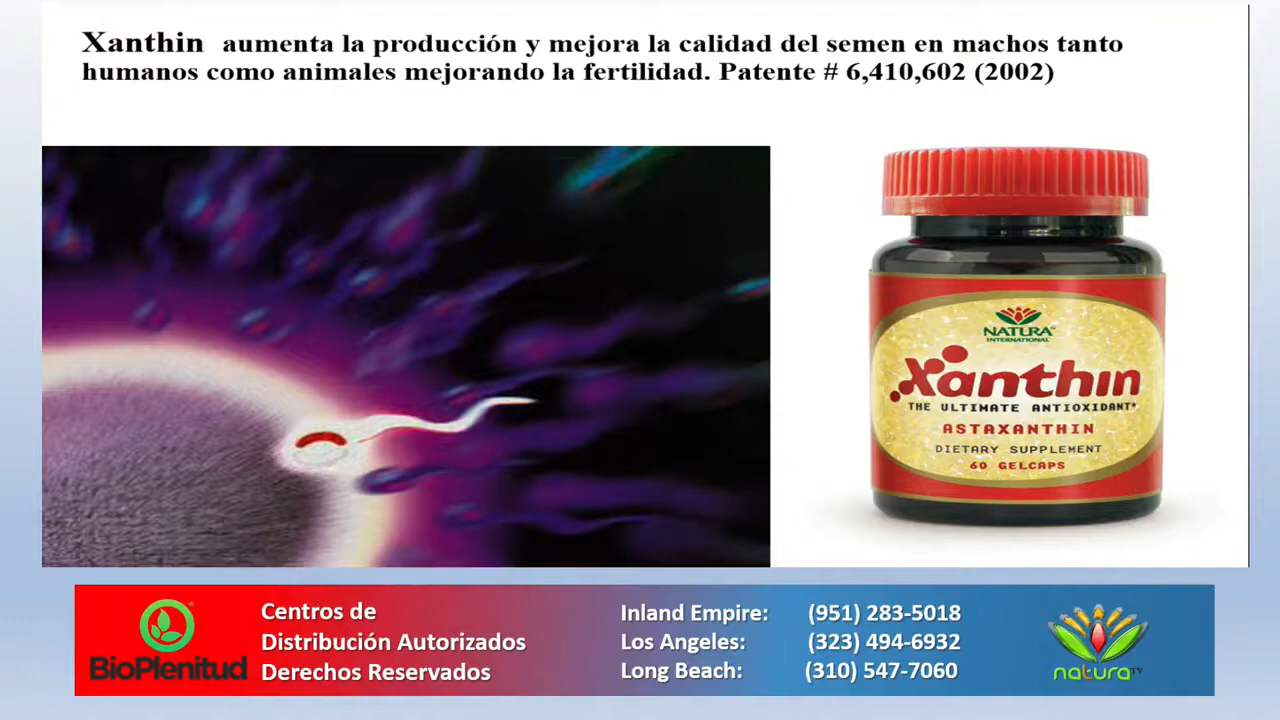 Xanthin aumenta la producción y mejora la calidad del semen en machos tanto
humanos como animales mejorando la fertilidad. Patente # 6,410,602 (2002)
NATURA
INTERNATIONAL
Xanthin
THE ULTIMATE ANTIOXIDANT*
ASTAXANTHIN
DIETARY SUPPLEMENT
60 GELCAPS
BioPlenitud
Centros de
Distribución Autorizados
Derechos Reservados
Inland Empire: (951) 283-5018
Los Angeles: (323) 494-6932
Long Beach: (310) 547-7060
natura TV